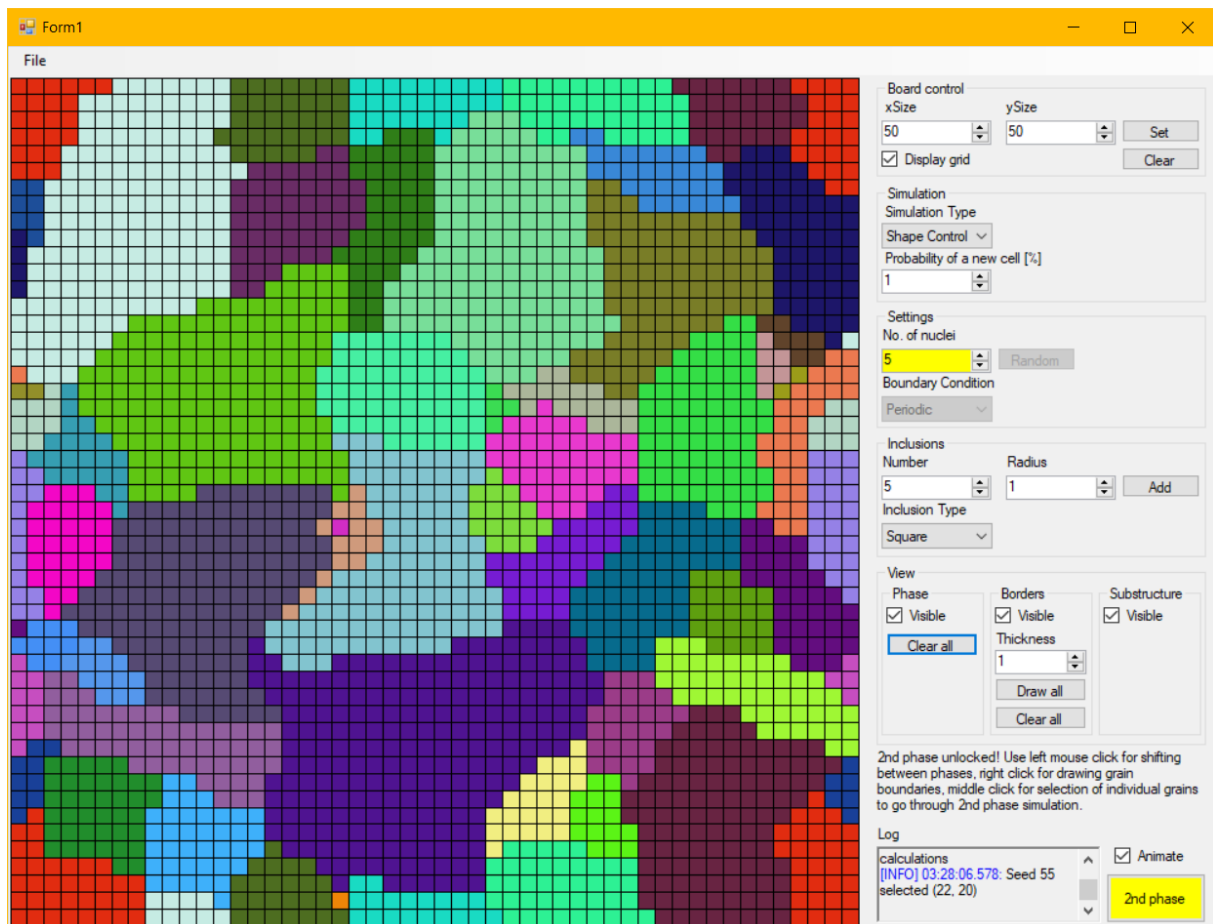 Form1
File
Board control
xSize ySize
50 50 Set
Display grid Clear
Simulation
Simulation Type
Shape Control
Probability of a new cell [%]
1
Settings
No. of nuclei
5 Random
Boundary Condition
Periodic
Inclusions
Number Radius
5 1 Add
Inclusion Type
Square
View
Phase Borders Substructure
Visible Visible Visible
Clear all Thickness
1
Draw all
Clear all
2nd phase unlocked! Use left mouse click for shifting
between phases, right click for drawing grain
boundaries, middle click for selection of individual grains
to go through 2nd phase simulation.
Log
calculations
[INFO] 03:28:06.578: Seed 55
selected (22, 20)
Animate
2nd phase